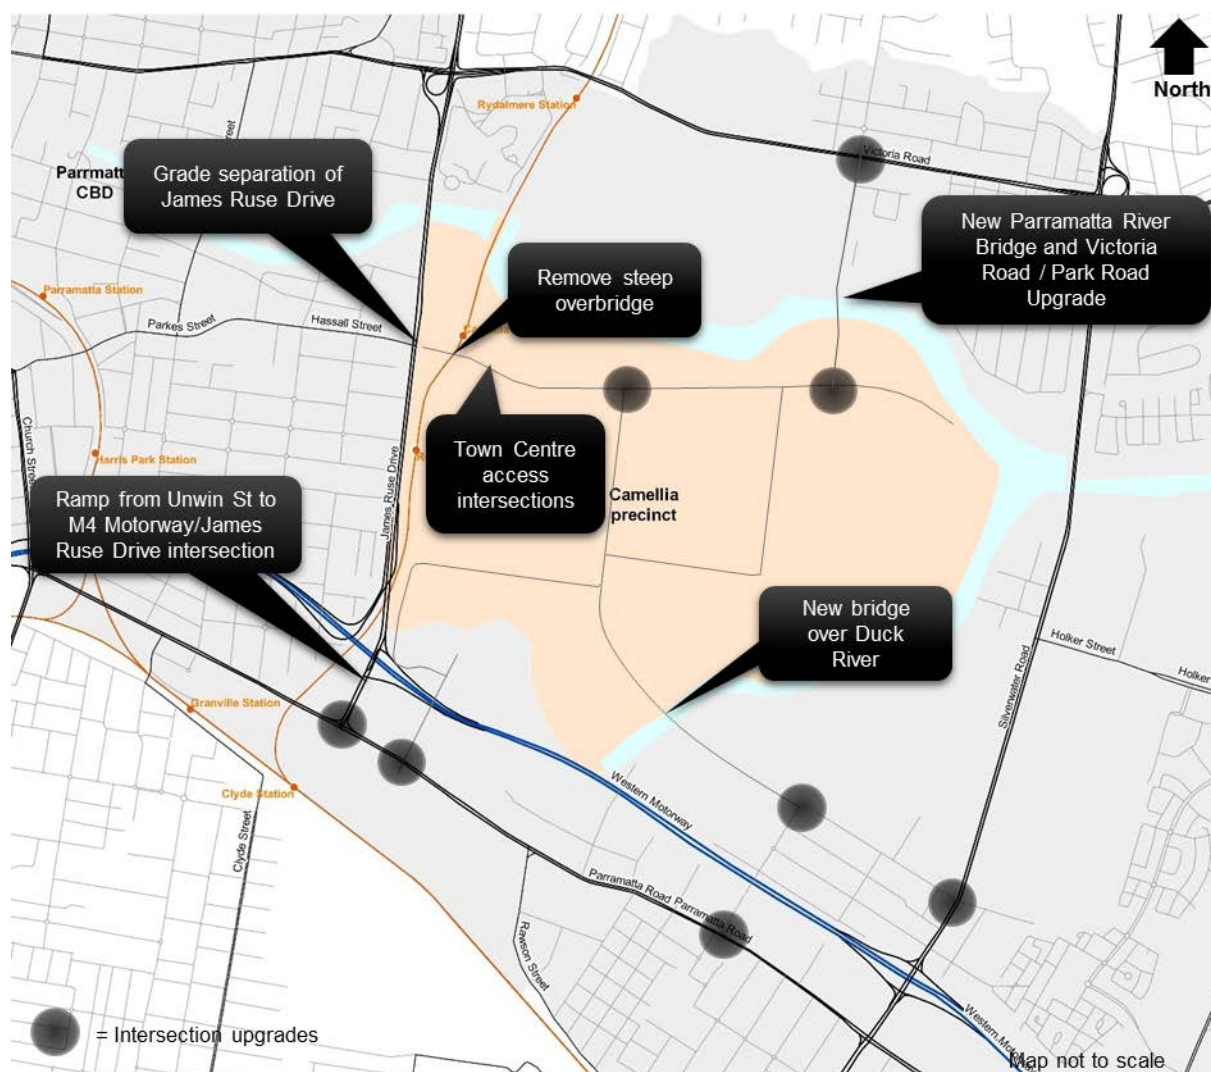 North
Rydalmere Station
Victoria Road
Street
Parrmatt
CBD
Grade separation of
James Ruse Drive
New Parramatta River
Bridge and Victoria
Road / Park Road
Upgrade
Remove steep
overbridge
Parramatta Station
Parkes Street
Hassall Street
Church Street
Harris Park Station
James Ruse Drive
Town Centre
access
intersections
Camellia
precinct
Ramp from Unwin St to
M4 Motorway/James
Ruse Drive intersection
New bridge
over Duck
River
Holker Street
Holker
Silverwater Road
Granville Station
Clyde Station
Clyde Street
Western Motorway
Parramatta Road
Parramatta Road
Rawson Street
Western Motorway
= Intersection upgrades
Map not to scale